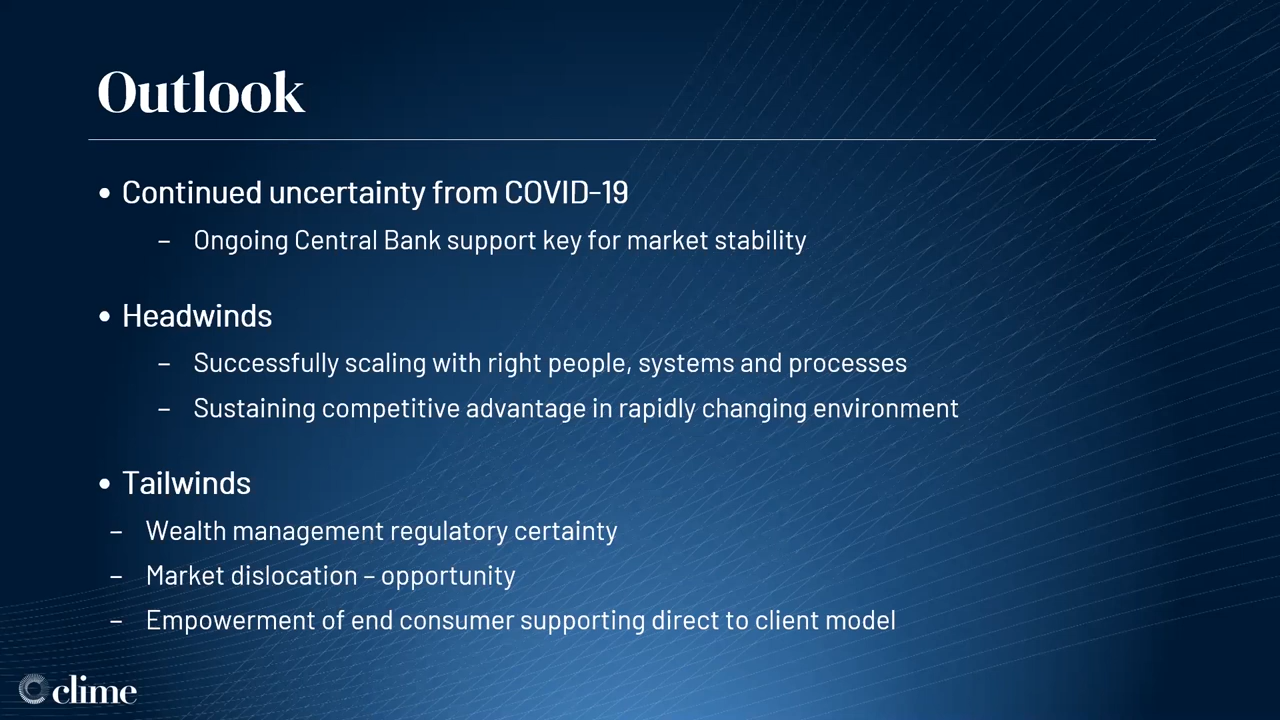 Outlook
• Continued uncertainty from COVID-19
– Ongoing Central Bank support key for market stability
• Headwinds
– Successfully scaling with right people, systems and processes
– Sustaining competitive advantage in rapidly changing environment
• Tailwinds
– Wealth management regulatory certainty
– Market dislocation – opportunity
– Empowerment of end consumer supporting direct to client model
clime